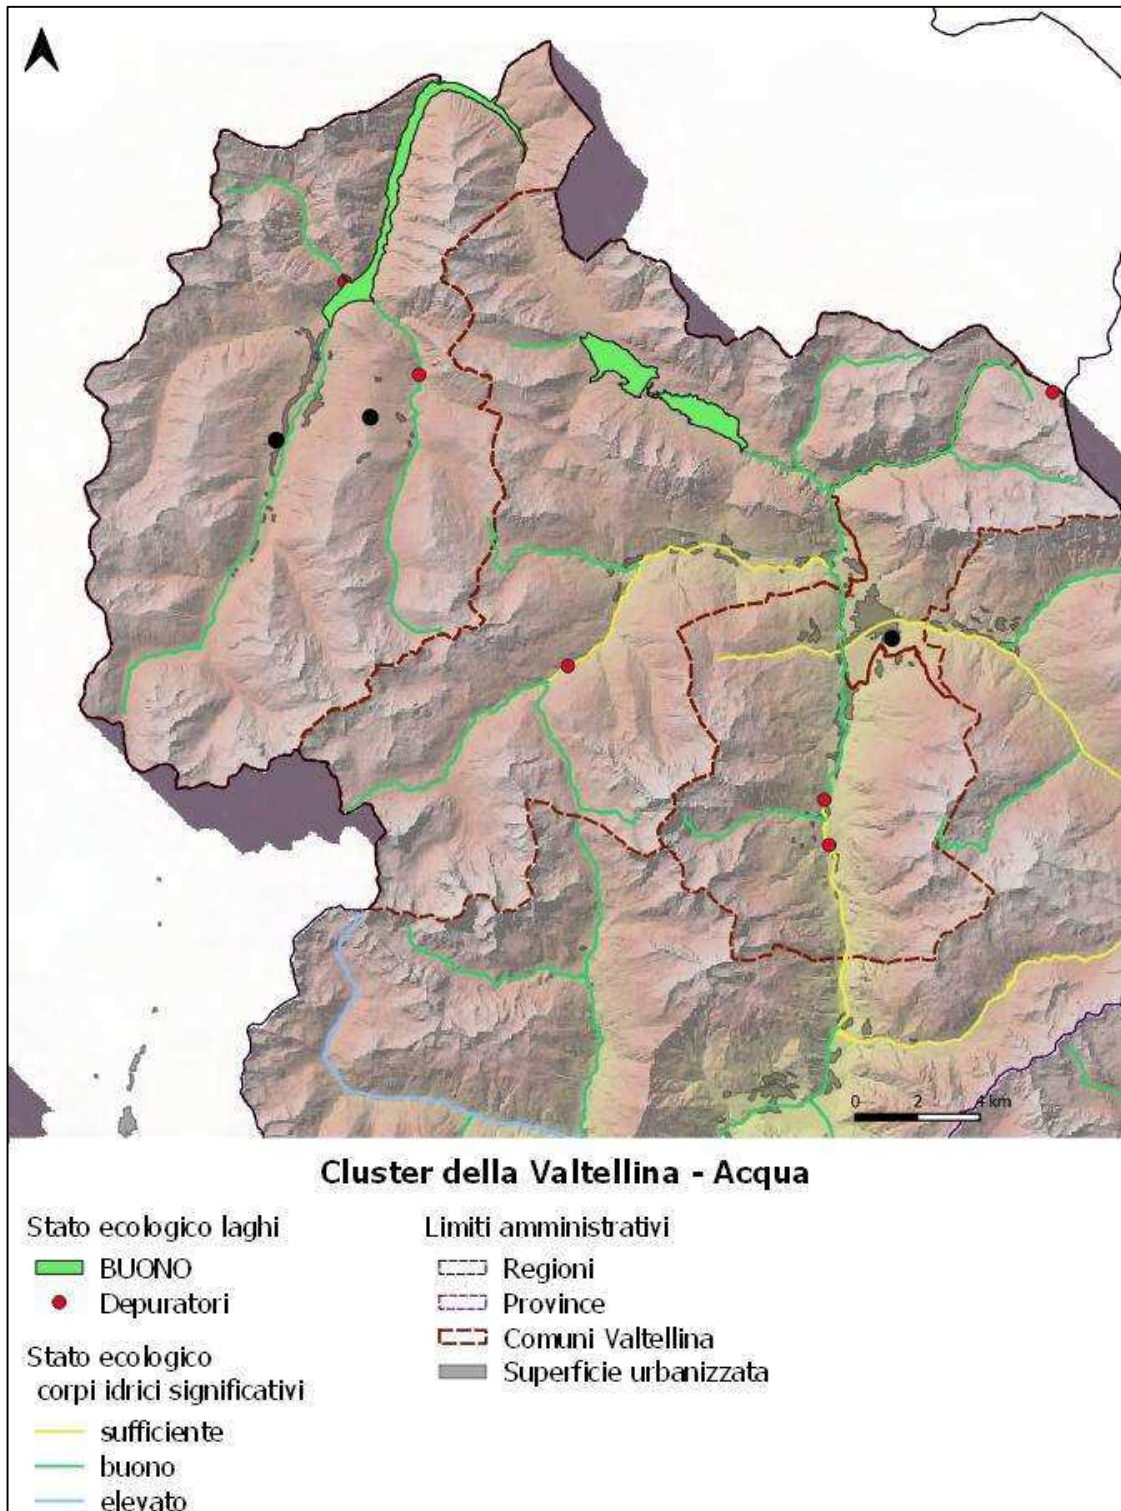 0 2 4 km
Cluster della Valtellina - Acqua
Stato ecologico laghi
BUONO
Depuratori
Stato ecologico
corpi idrici significativi
sufficiente
buono
elevato
Limiti amministrativi
Regioni
Province
Comuni Valtellina
Superficie urbanizzata